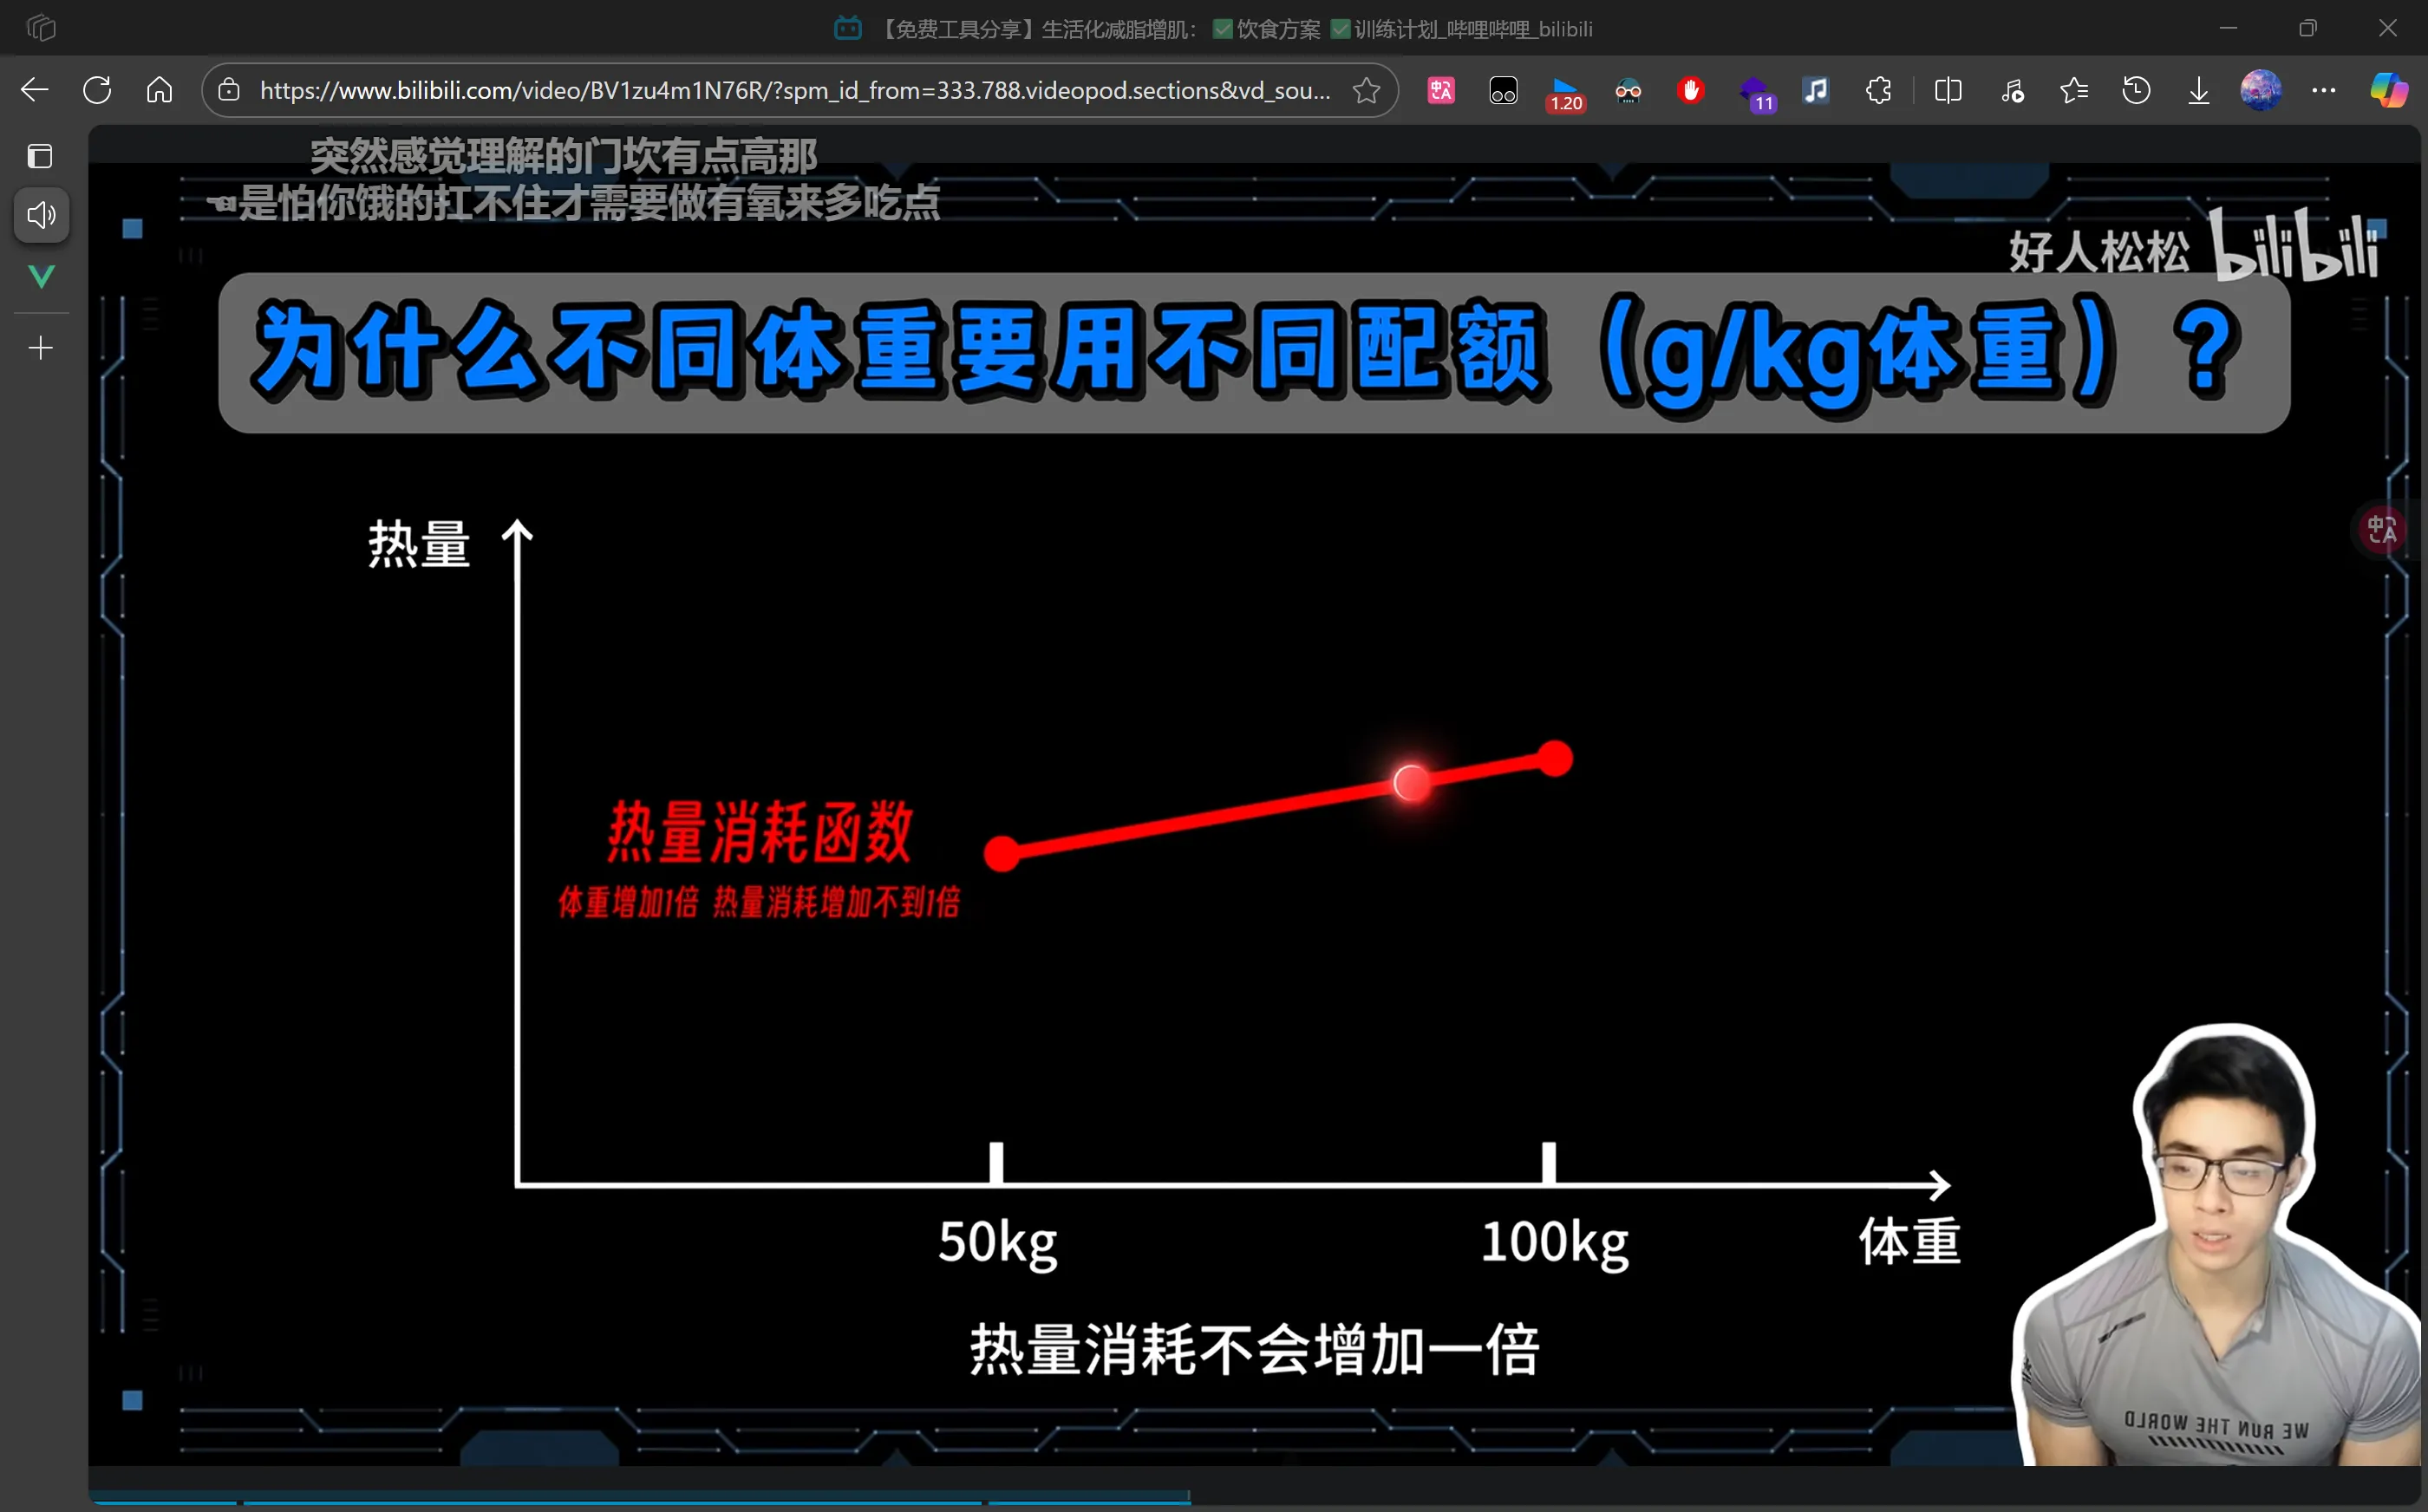 【免费工具分享】生活化减脂增肌：✅饮食方案 ✅训练计划_哔哩哔哩_bilibili
https://www.bilibili.com/video/BV1zu4m1N76R/?spm_id_from=333.788.videopod.sections&vd_sou...
1.20
11
突然感觉理解的门坎有点高那
是怕你饿的扛不住才需要做有氧来多吃点
好人松松 bilibili
为什么不同体重要用不同配额（g/kg体重）？
热量
热量消耗函数
体重增加1倍 热量消耗增加不到1倍
50kg
100kg
体重
热量消耗不会增加一倍
WE RUN THE WORLD